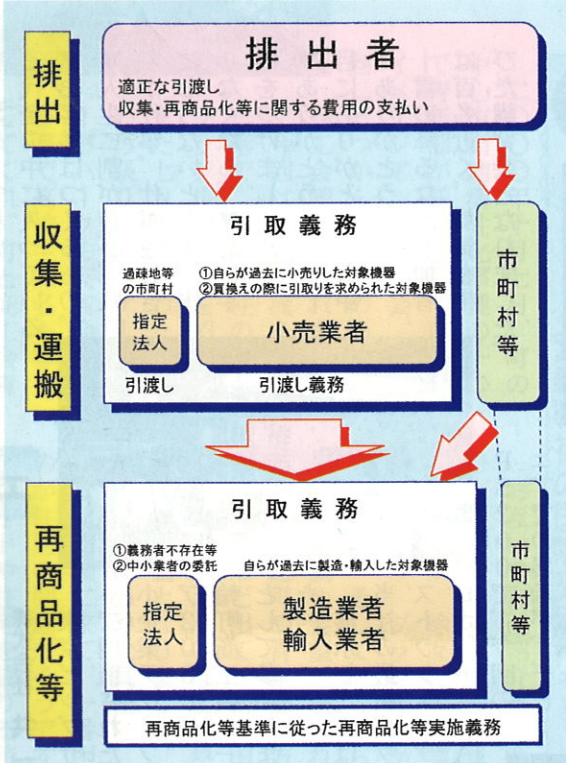 排出
排出者
適正な引渡し
収集・再商品化等に関する費用の支払い
収集・運搬
引取義務
過疎地等
の市町村
①自らが過去に小売りした対象機器
②買換えの際に引取りを求められた対象機器
指定
法人
小売業者
引渡し
引渡し義務
市町村等
再商品化等
引取義務
①義務者不存在等
②中小業者の委託
自らが過去に製造・輸入した対象機器
指定
法人
製造業者
輸入業者
市町村等
再商品化等基準に従った再商品化等実施義務